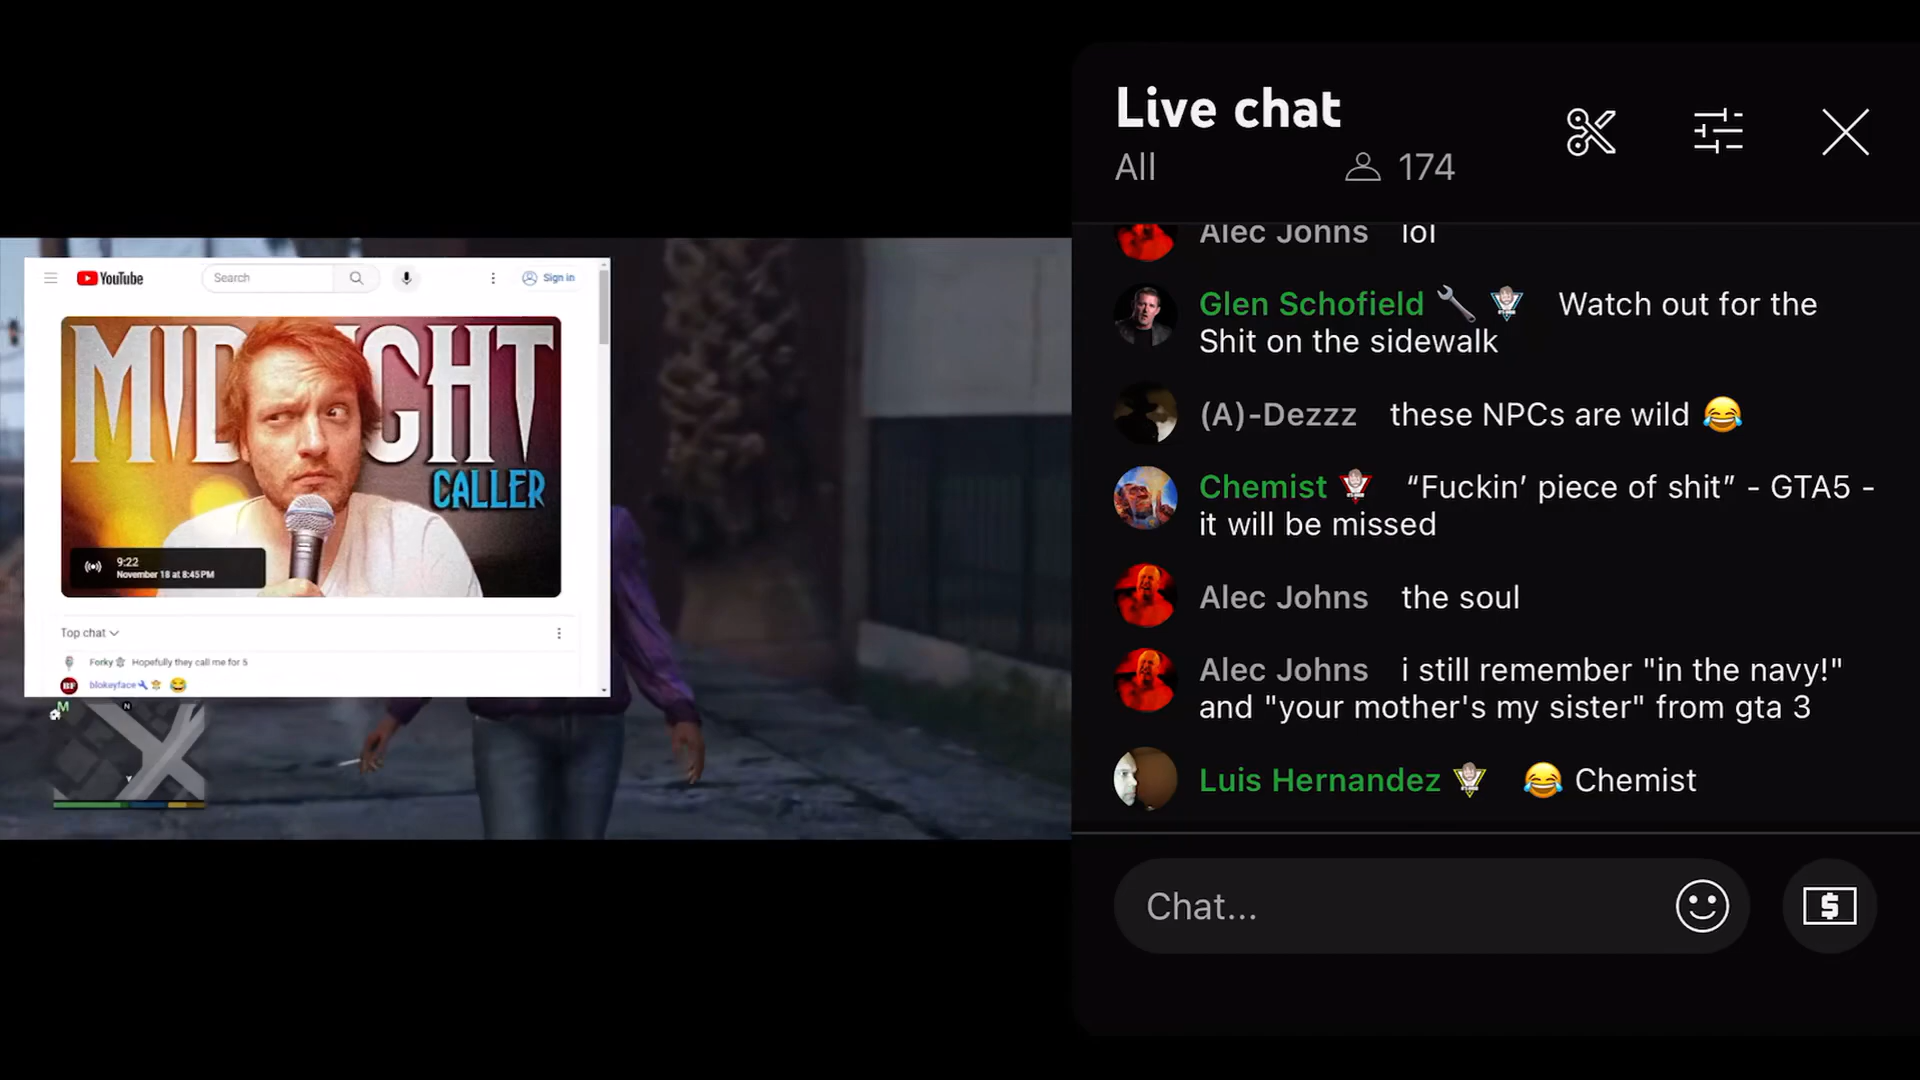 YouTube
Search
Sign in
MIDNIGHT
CALLER
9:22
November 18 at 8:45 PM
Top chat
Forky Hopefully they call me for 5
BF blokeyface
M
N
Live chat
All 174
Alec Johns lol
Glen Schofield Watch out for the
Shit on the sidewalk
(A)-Dezzz these NPCs are wild 😂
Chemist “Fuckin’ piece of shit” - GTA5 -
it will be missed
Alec Johns the soul
Alec Johns i still remember "in the navy!"
and "your mother's my sister" from gta 3
Luis Hernandez 😂 Chemist
Chat...
$